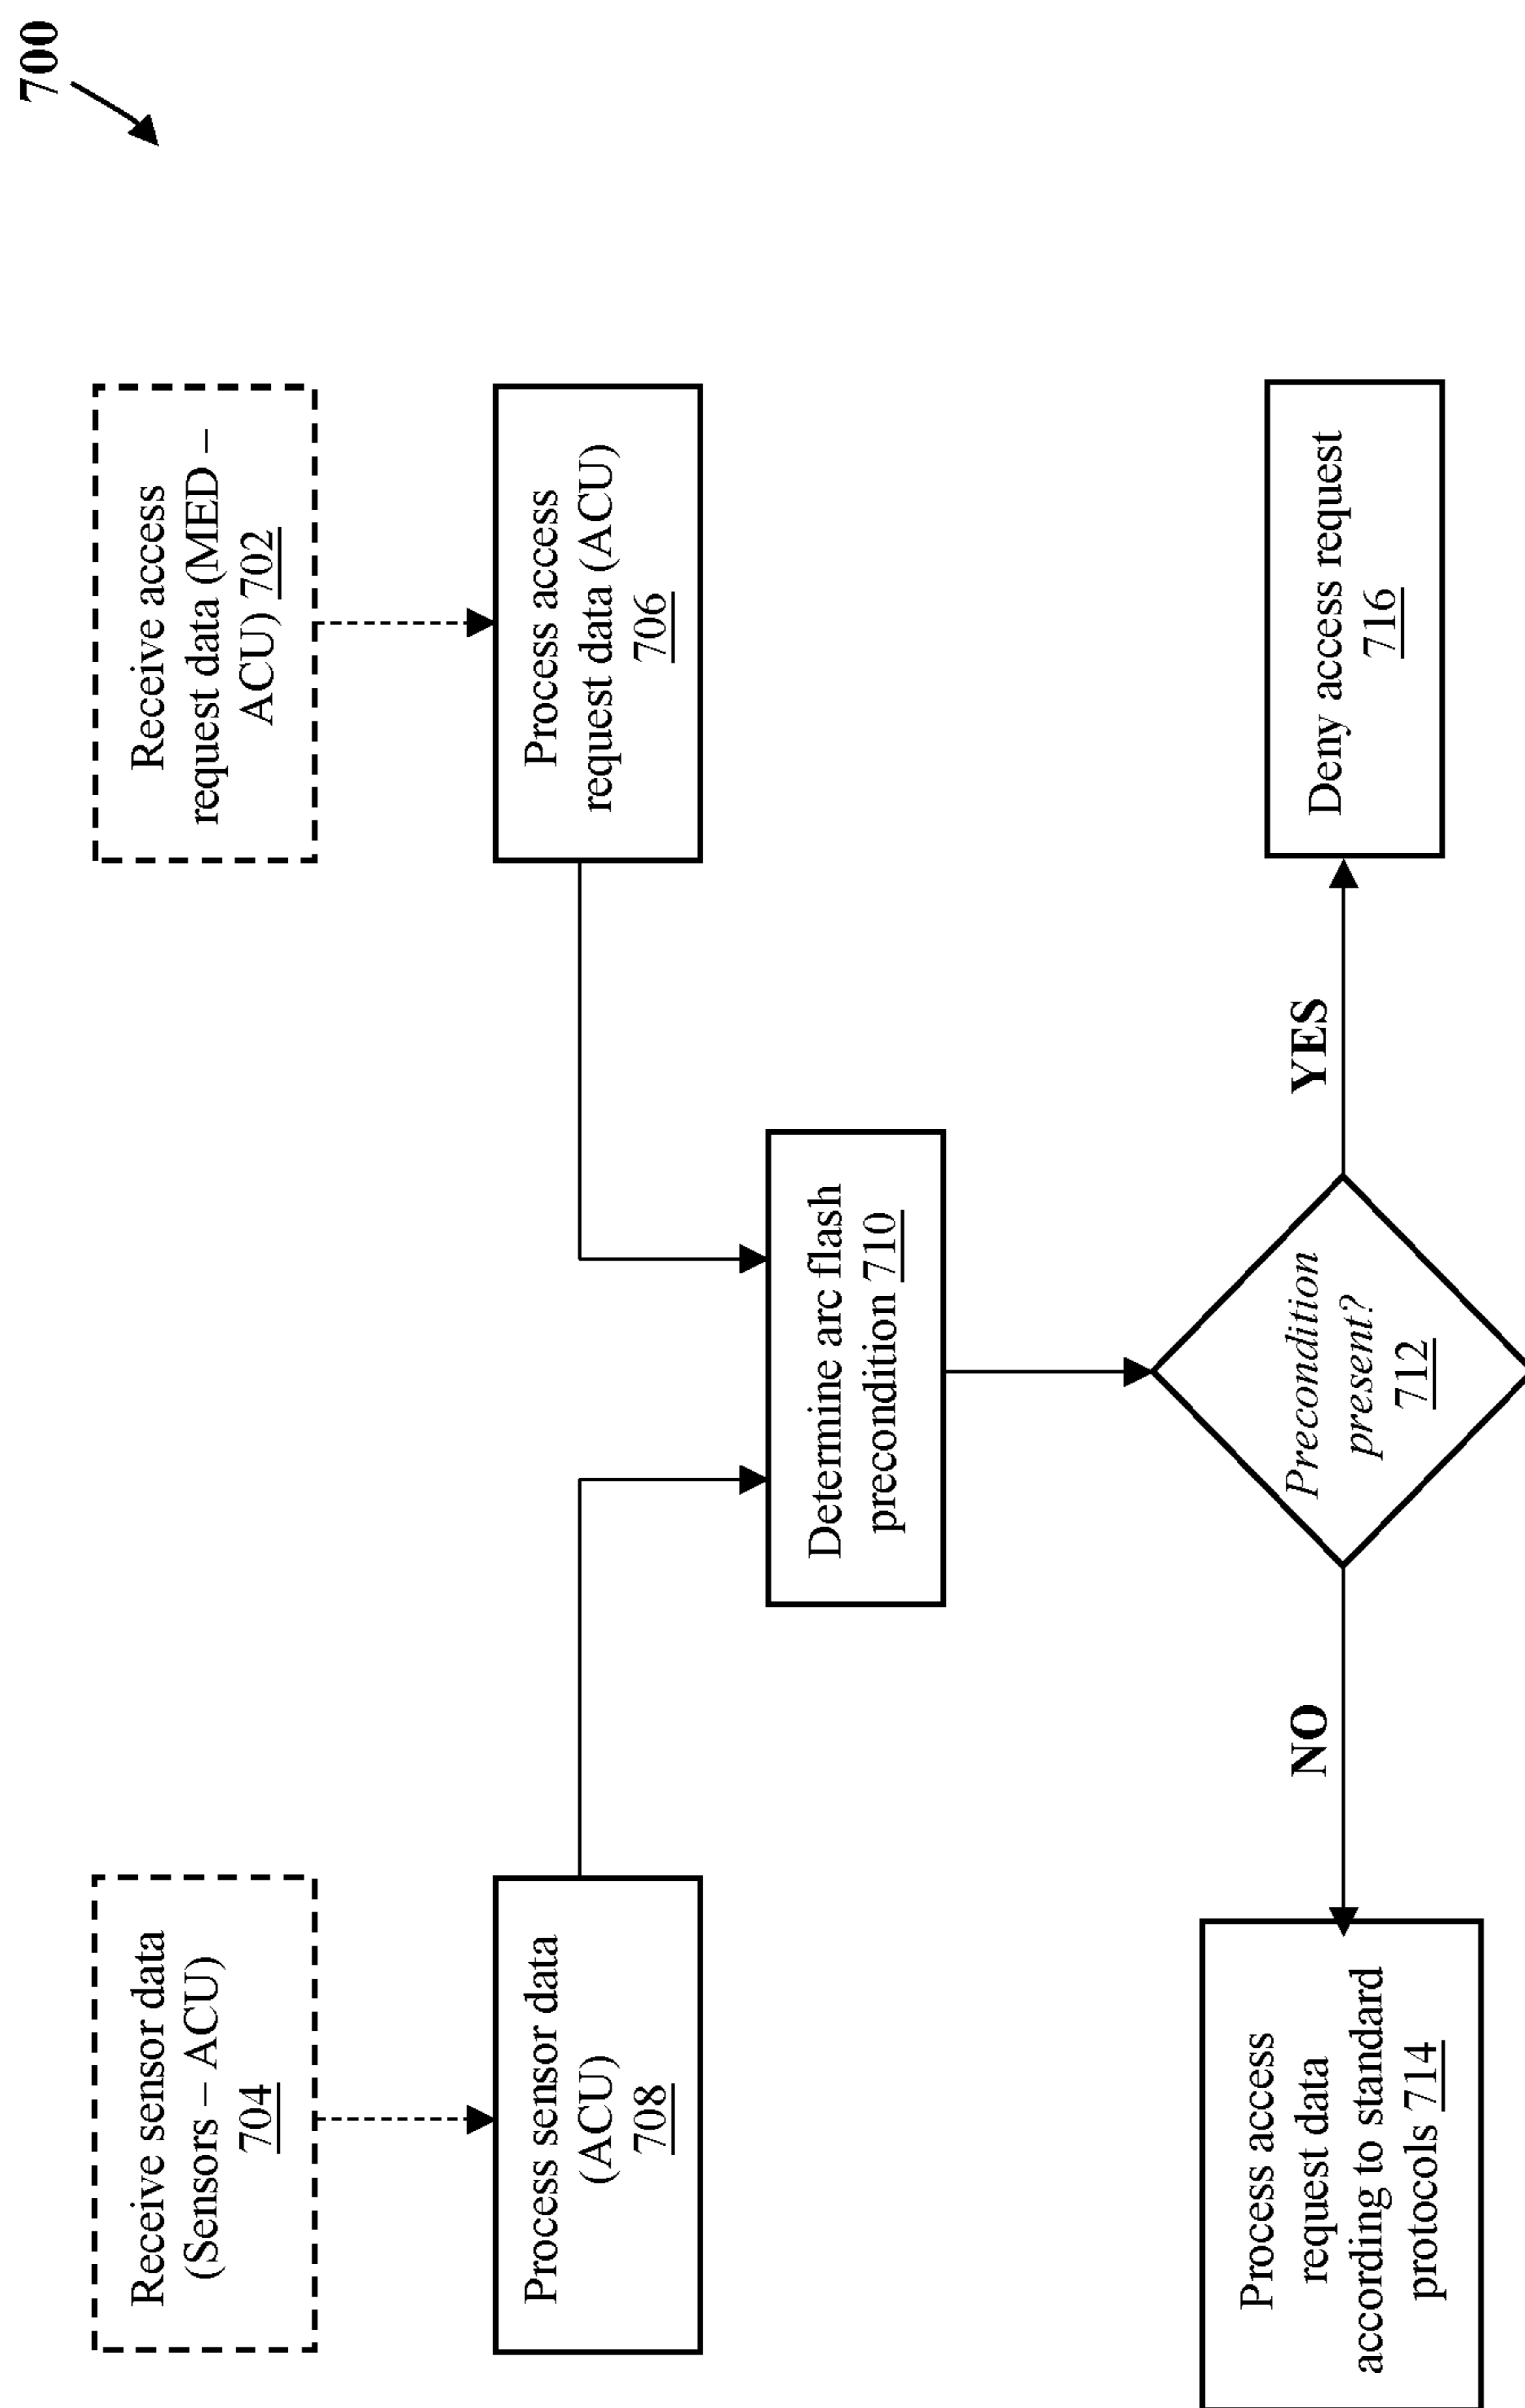 700
Receive sensor data
(Sensors – ACU)
704
Receive access
request data (MED –
ACU) 702
Process sensor data
(ACU)
708
Process access
request data (ACU)
706
Determine arc flash
precondition 710
Precondition
present?
712
NO
YES
Process access
request data
according to standard
protocols 714
Deny access request
716